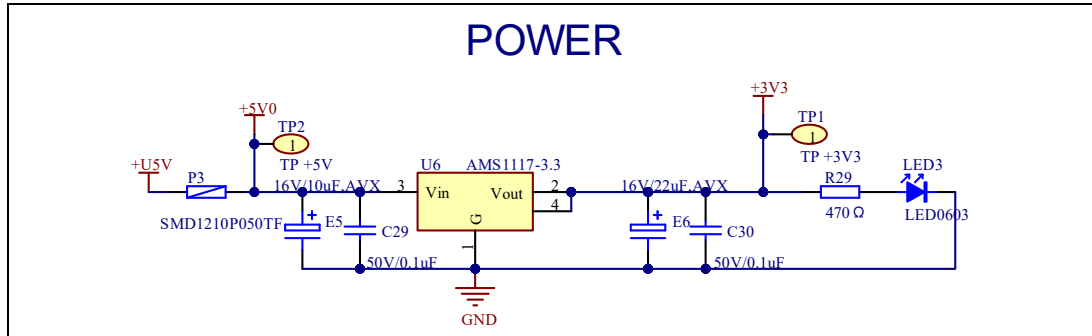 POWER
+5V0
+3V3
TP2
1
TP +5V
TP1
1
TP +3V3
+U5V
P3
SMD1210P050TF
16V/10uF,AVX
E5
C29
50V/0.1uF
U6
AMS1117-3.3
3
Vin
Vout
2
4
G
1
16V/22uF,AVX
E6
C30
50V/0.1uF
R29
470 Ω
LED3
LED0603
GND